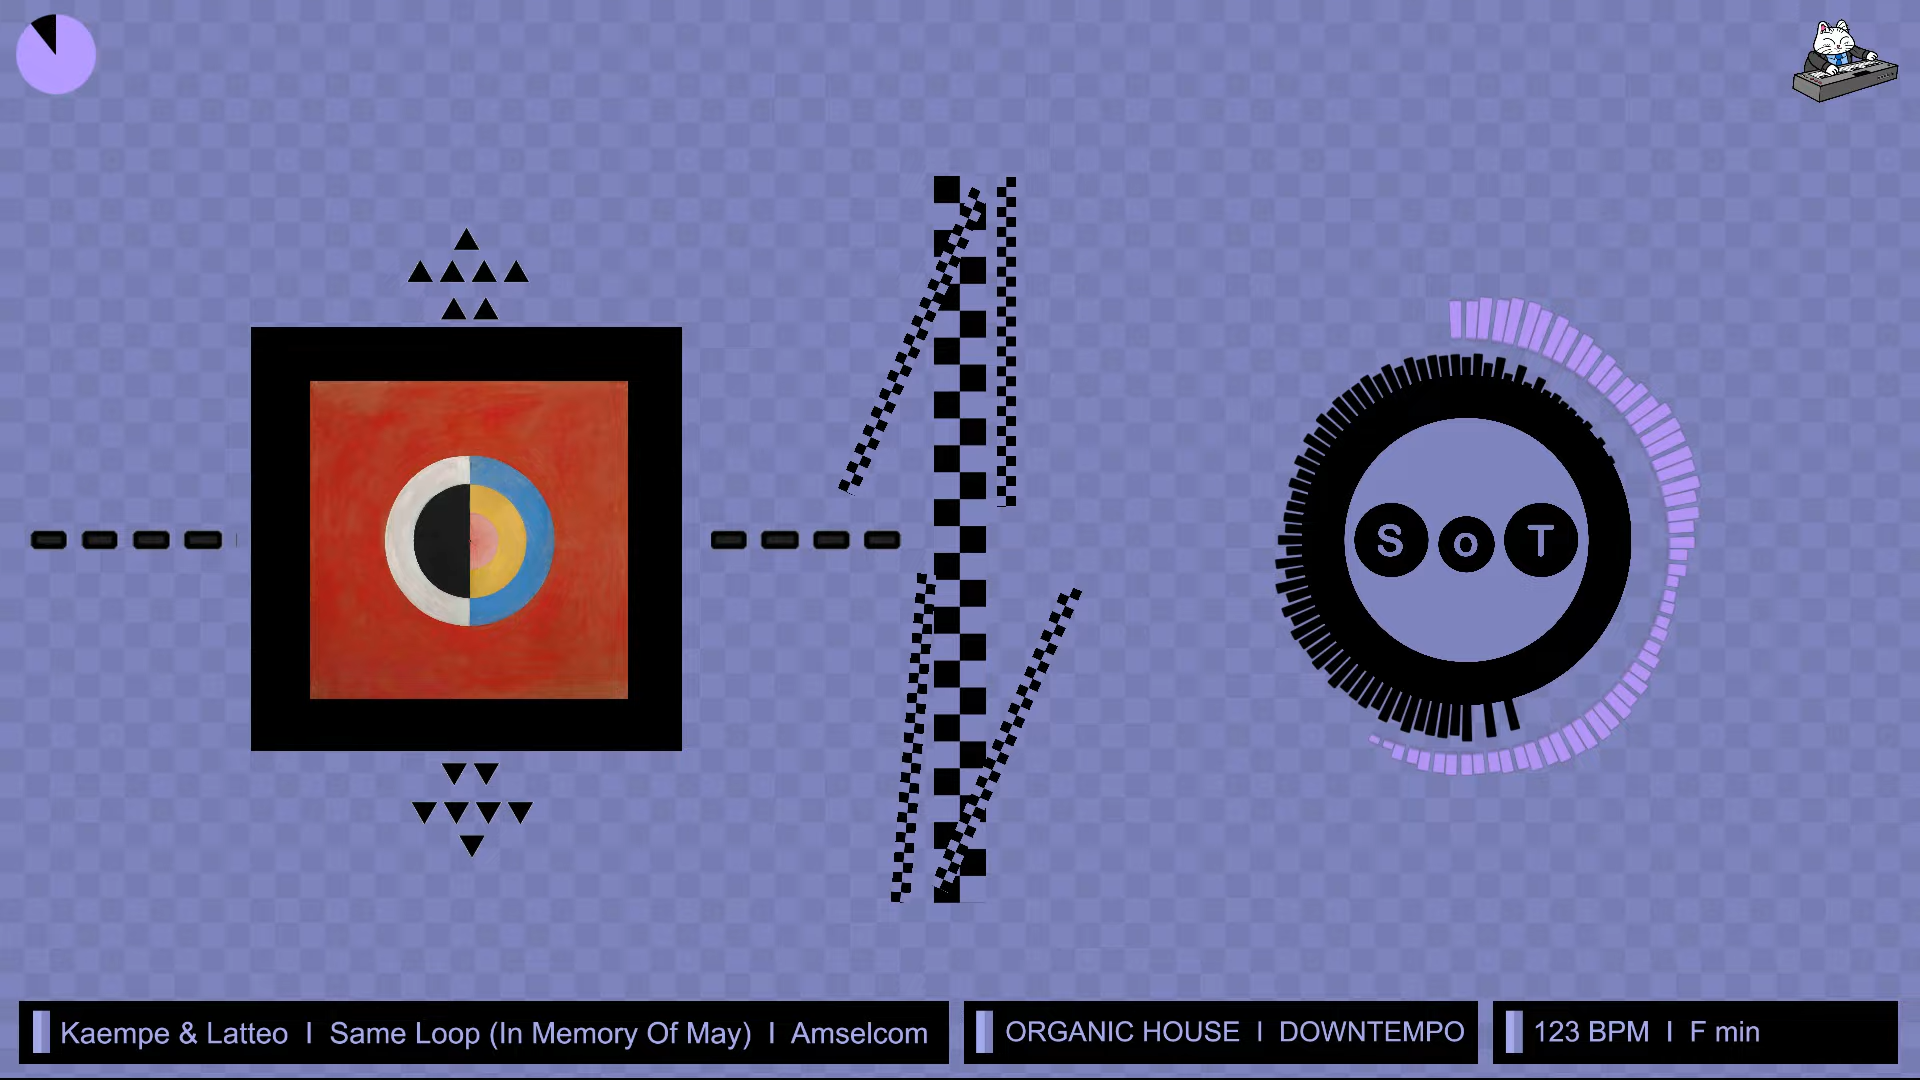 S o T
Kaempe & Latteo I Same Loop (In Memory Of May) I Amselcom
ORGANIC HOUSE I DOWNTEMPO
123 BPM I F min